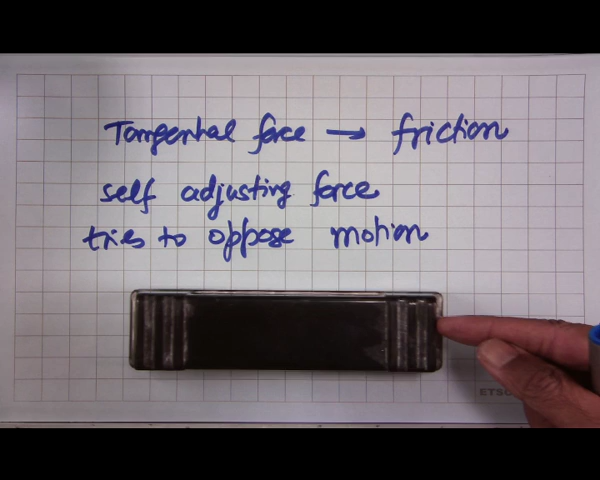 Tangential force → friction
self adjusting force
tries to oppose motion